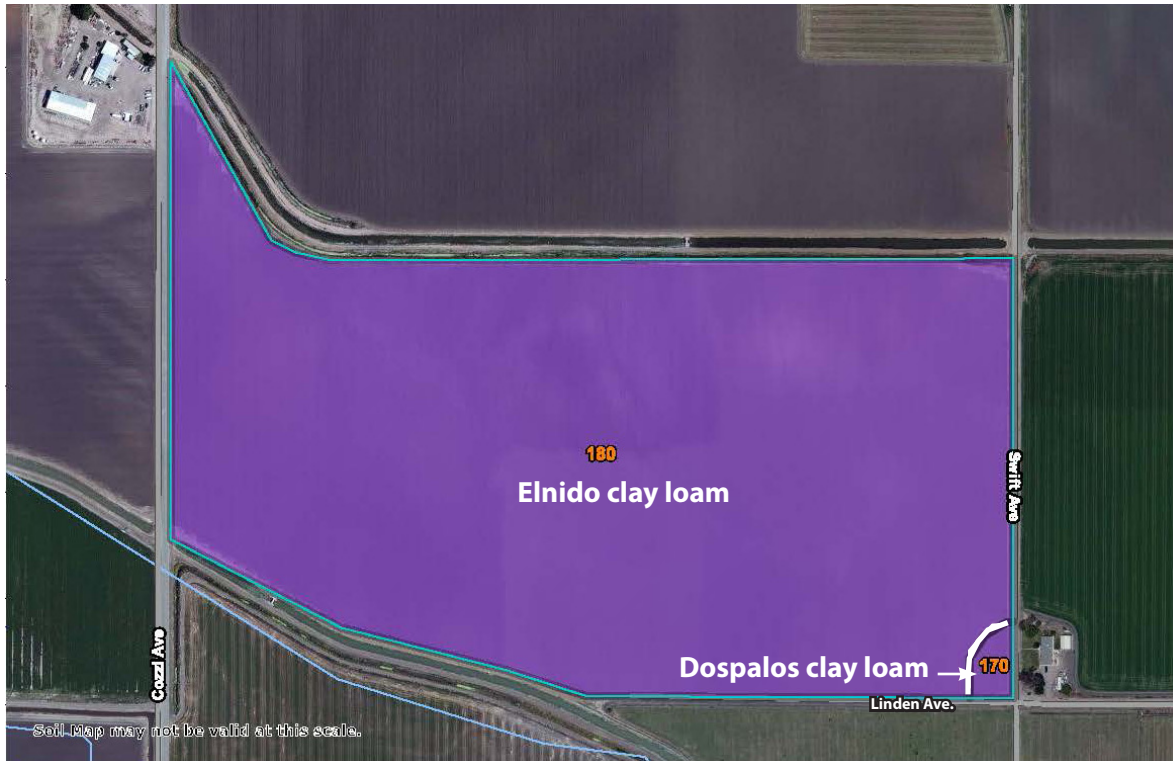 180
Elnido clay loam
Swift Ave
Cozzi Ave
Dospalos clay loam
170
Linden Ave.
Soil Map may not be valid at this scale.